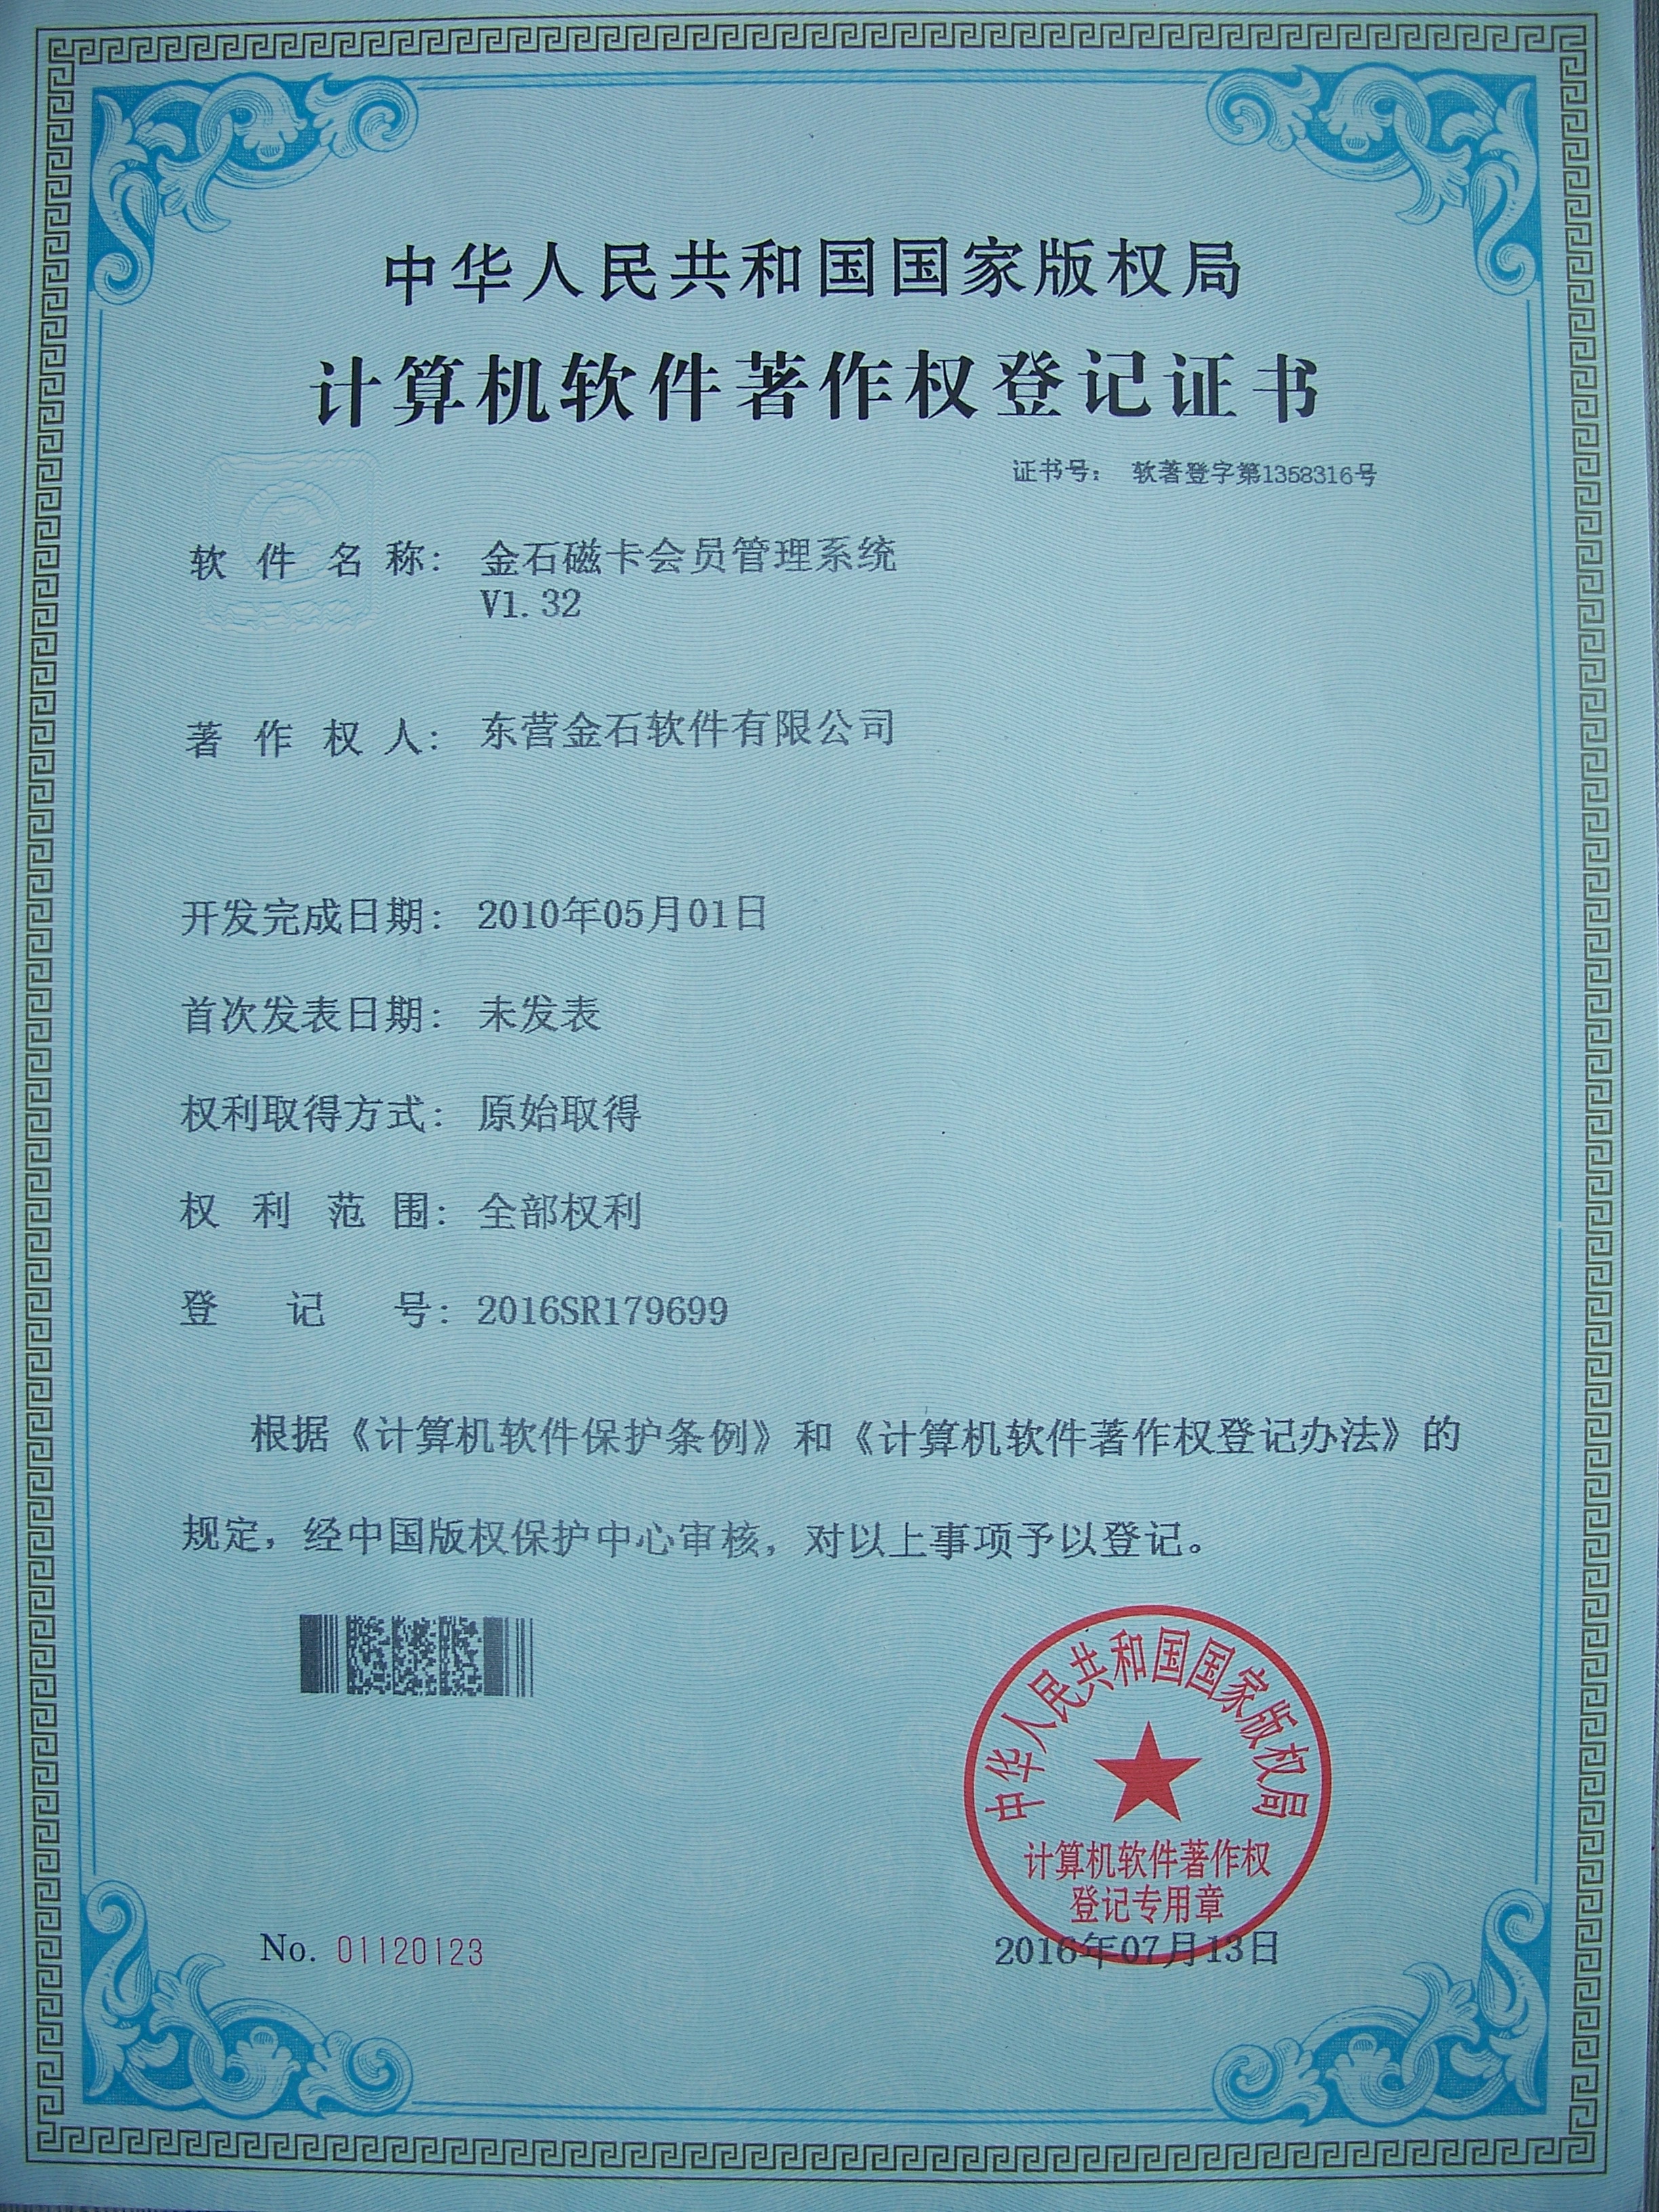 中华人民共和国国家版权局
计算机软件著作权登记证书
证书号： 软著登字第1358316号
软件名称： 金石磁卡会员管理系统
V1.32
著作权人： 东营金石软件有限公司
开发完成日期： 2010年05月01日
首次发表日期： 未发表
权利取得方式： 原始取得
权利范围： 全部权利
登记号： 2016SR179699
根据《计算机软件保护条例》和《计算机软件著作权登记办法》的
规定，经中国版权保护中心审核，对以上事项予以登记。
中华人民共和国国家版权局
计算机软件著作权
登记专用章
No. 01120123
2016年07月13日